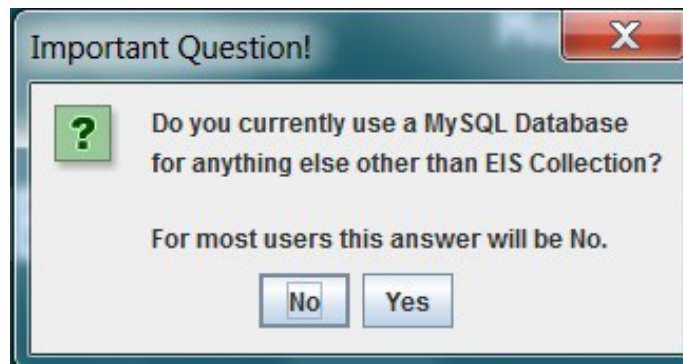 Important Question!
X
?
Do you currently use a MySQL Database
for anything else other than EIS Collection?
For most users this answer will be No.
No Yes